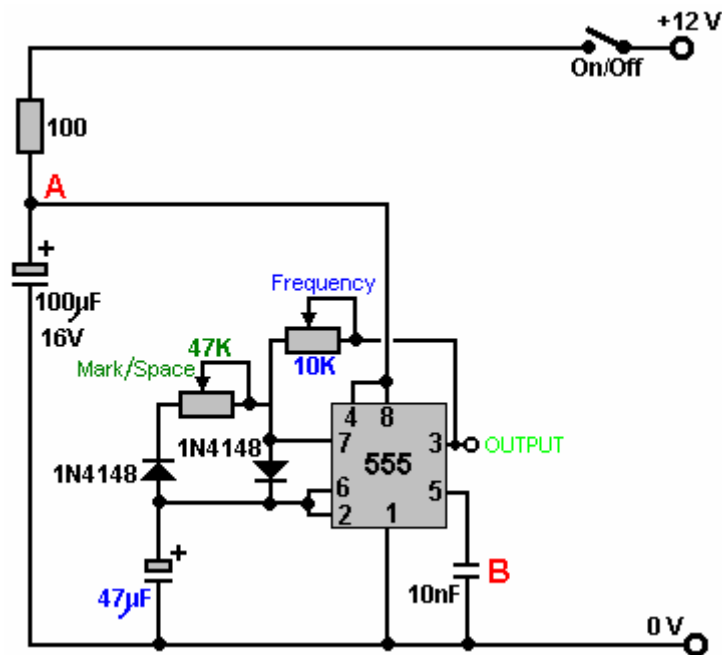 +12 V
On/Off
100
A
+
100µF
16V
Frequency
47K
10K
Mark/Space
4 8
1N4148
7
3
OUTPUT
555
1N4148
6
5
2
1
+
B
47µF
10nF
0 V